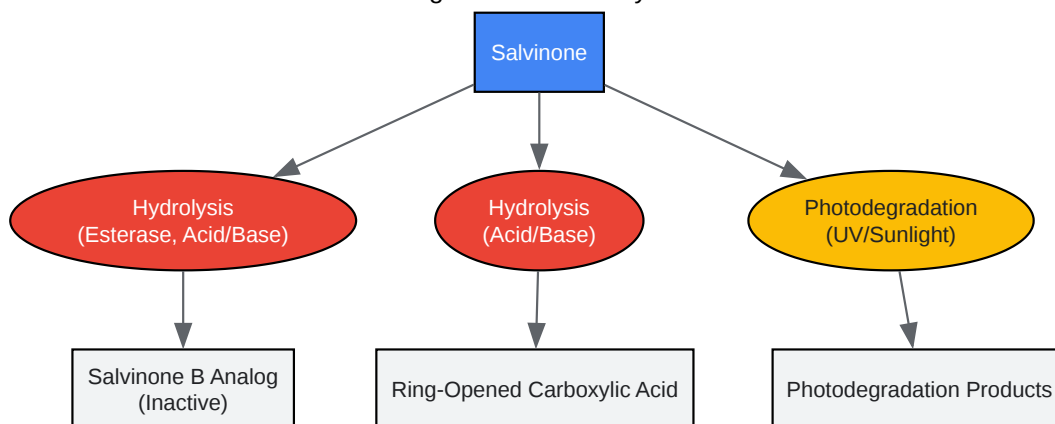 Salvinone
Hydrolysis
(Esterase, Acid/Base)
Hydrolysis
(Acid/Base)
Photodegradation
(UV/Sunlight)
Salvinone B Analog
(Inactive)
Ring-Opened Carboxylic Acid
Photodegradation Products